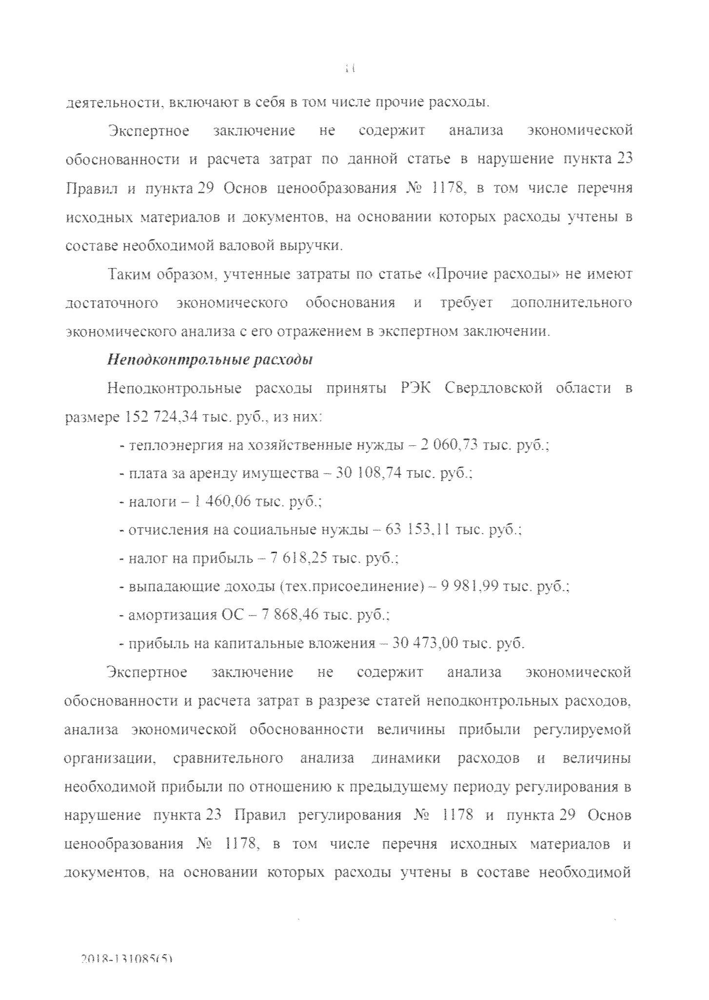 11
деятельности, включают в себя в том числе прочие расходы.
Экспертное заключение не содержит анализа экономической
обоснованности и расчета затрат по данной статье в нарушение пункта 23
Правил и пункта 29 Основ ценообразования № 1178, в том числе перечня
исходных материалов и документов, на основании которых расходы учтены в
составе необходимой валовой выручки.
Таким образом, учтенные затраты по статье «Прочие расходы» не имеют
достаточного экономического обоснования и требует дополнительного
экономического анализа с его отражением в экспертном заключении.
Неподконтрольные расходы
Неподконтрольные расходы приняты РЭК Свердловской области в
размере 152 724,34 тыс. руб., из них:
- теплоэнергия на хозяйственные нужды – 2 060,73 тыс. руб.;
- плата за аренду имущества – 30 108,74 тыс. руб.;
- налоги – 1 460,06 тыс. руб.;
- отчисления на социальные нужды – 63 153,11 тыс. руб.;
- налог на прибыль – 7 618,25 тыс. руб.;
- выпадающие доходы (тех.присоединение) – 9 981,99 тыс. руб.;
- амортизация ОС – 7 868,46 тыс. руб.;
- прибыль на капитальные вложения – 30 473,00 тыс. руб.
Экспертное заключение не содержит анализа экономической
обоснованности и расчета затрат в разрезе статей неподконтрольных расходов,
анализа экономической обоснованности величины прибыли регулируемой
организации, сравнительного анализа динамики расходов и величины
необходимой прибыли по отношению к предыдущему периоду регулирования в
нарушение пункта 23 Правил регулирования № 1178 и пункта 29 Основ
ценообразования № 1178, в том числе перечня исходных материалов и
документов, на основании которых расходы учтены в составе необходимой
2018-131085(5)